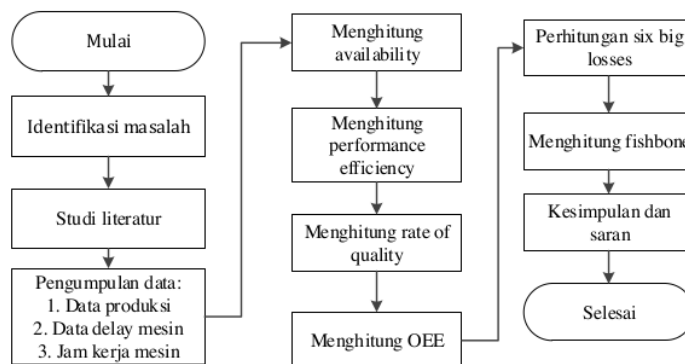 Mulai
Identifikasi masalah
Studi literatur
Pengumpulan data:
1. Data produksi
2. Data delay mesin
3. Jam kerja mesin
Menghitung
availability
Menghitung
performance
efficiency
Menghitung rate of
quality
Menghitung OEE
Perhitungan six big
losses
Menghitung fishbone
Kesimpulan dan
saran
Selesai